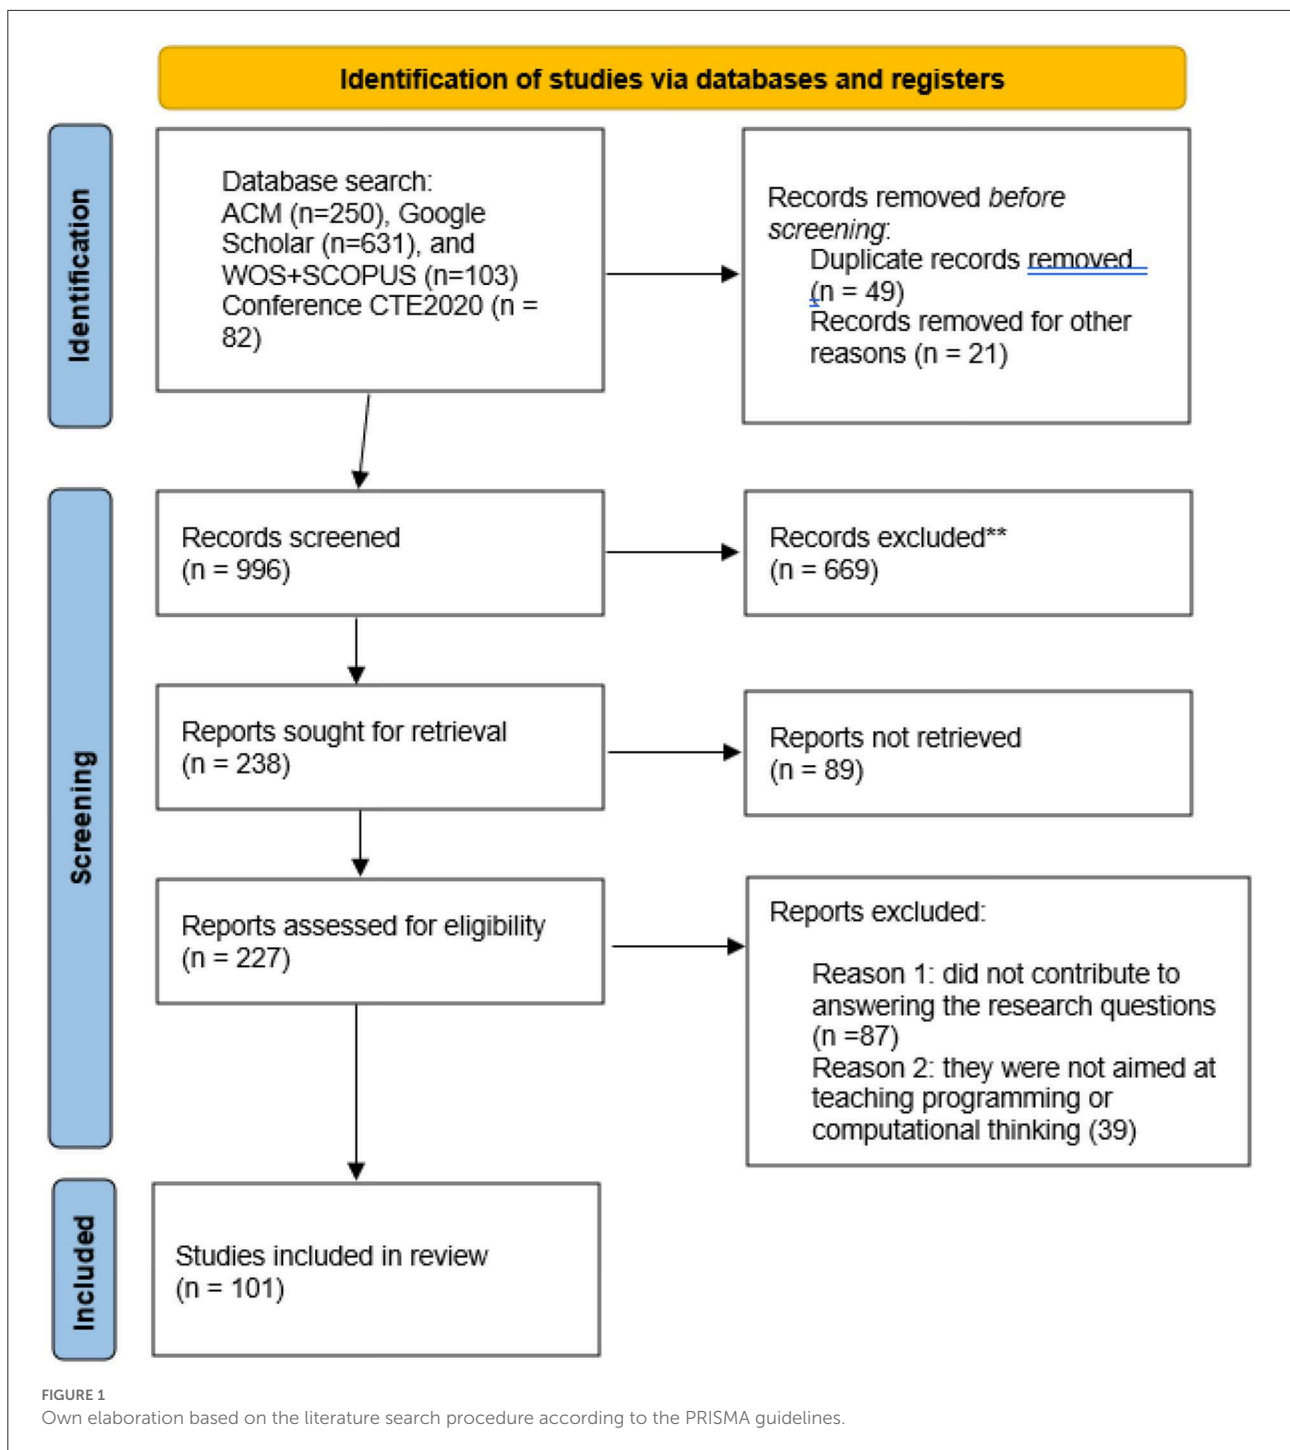 Identification of studies via databases and registers
Identification
Database search:
ACM (n=250), Google
Scholar (n=631), and
WOS+SCOPUS (n=103)
Conference CTE2020 (n =
82)
Records removed before
screening:
Duplicate records removed
(n = 49)
Records removed for other
reasons (n = 21)
Screening
Records screened
(n = 996)
Records excluded**
(n = 669)
Reports sought for retrieval
(n = 238)
Reports not retrieved
(n = 89)
Reports assessed for eligibility
(n = 227)
Reports excluded:
Reason 1: did not contribute to
answering the research questions
(n =87)
Reason 2: they were not aimed at
teaching programming or
computational thinking (39)
Included
Studies included in review
(n = 101)
FIGURE 1
Own elaboration based on the literature search procedure according to the PRISMA guidelines.